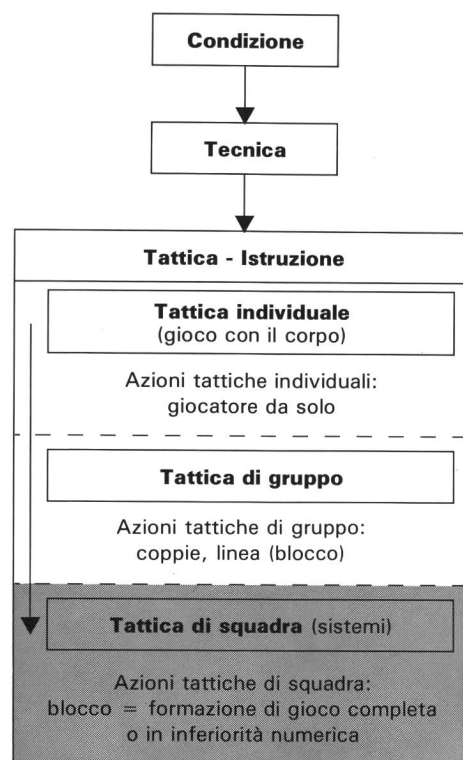 Condizione
Tecnica
Tattica - Istruzione
Tattica individuale
(gioco con il corpo)
Azioni tattiche individuali:
giocatore da solo
Tattica di gruppo
Azioni tattiche di gruppo:
coppie, linea (blocco)
Tattica di squadra (sistemi)
Azioni tattiche di squadra:
blocco = formazione di gioco completa
o in inferiorità numerica